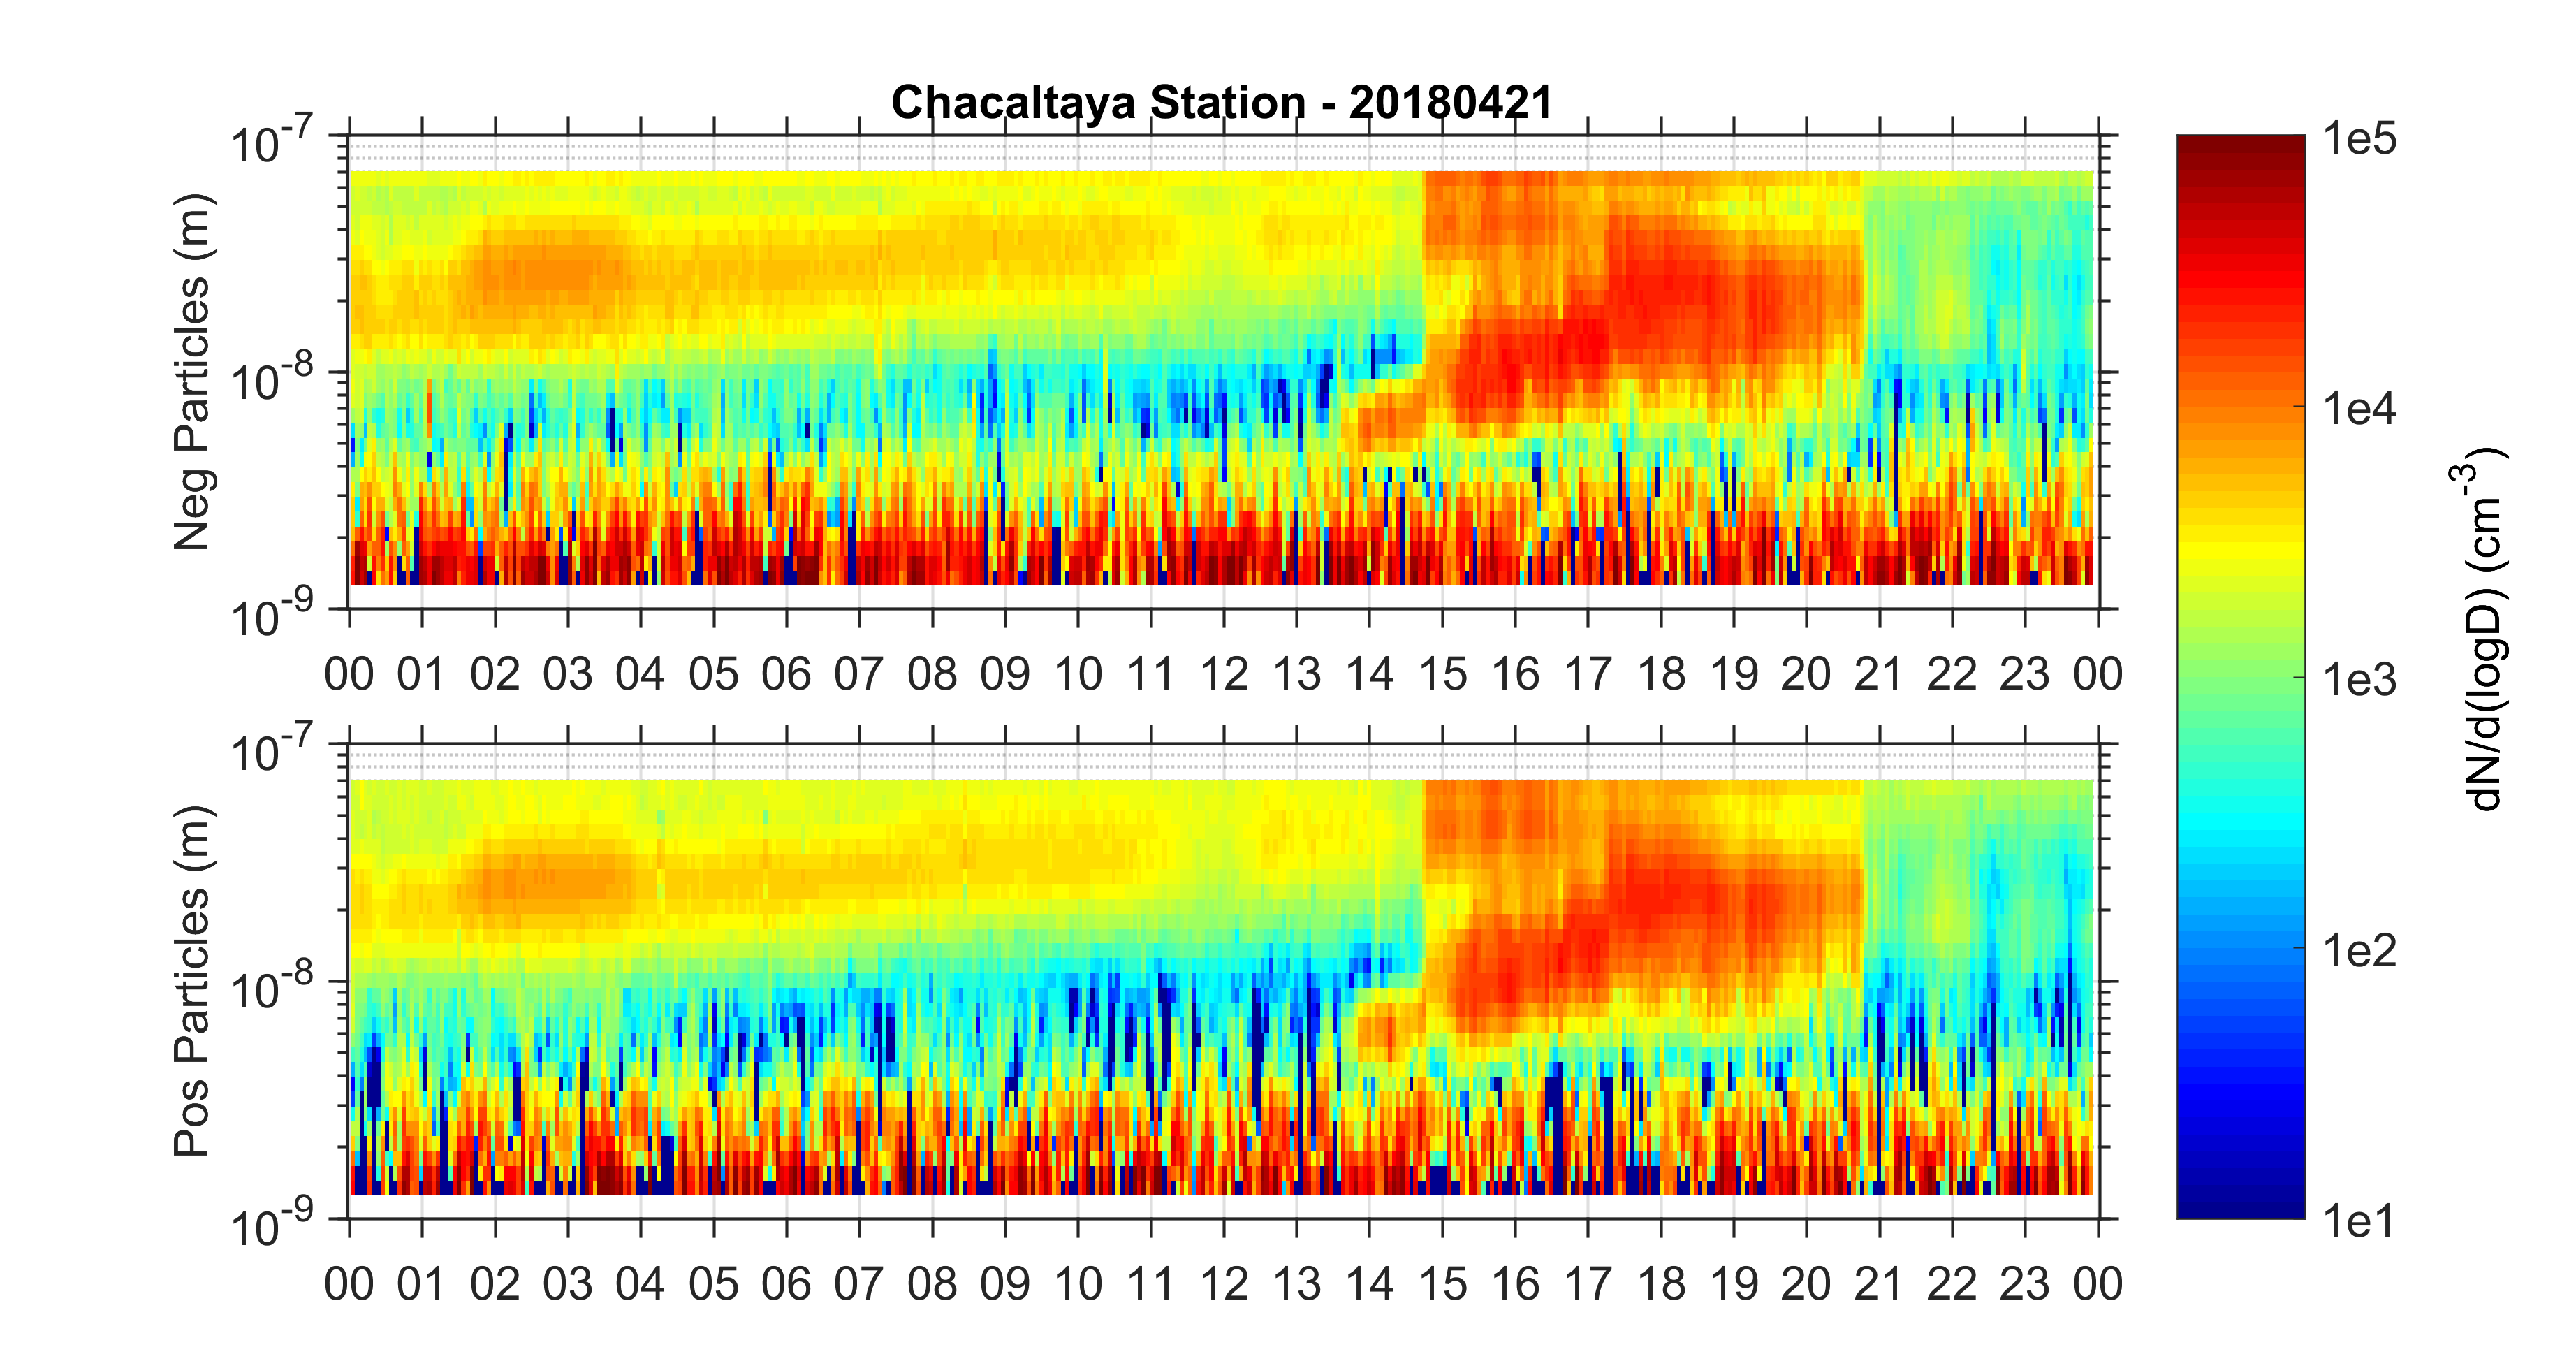 Chacaltaya Station - 20180421
10-7
10-8
10-9
Neg Particles (m)
00 01 02 03 04 05 06 07 08 09 10 11 12 13 14 15 16 17 18 19 20 21 22 23 00
10-7
10-8
10-9
Pos Particles (m)
00 01 02 03 04 05 06 07 08 09 10 11 12 13 14 15 16 17 18 19 20 21 22 23 00
1e5
1e4
1e3
1e2
1e1
dN/d(logD) (cm-3)